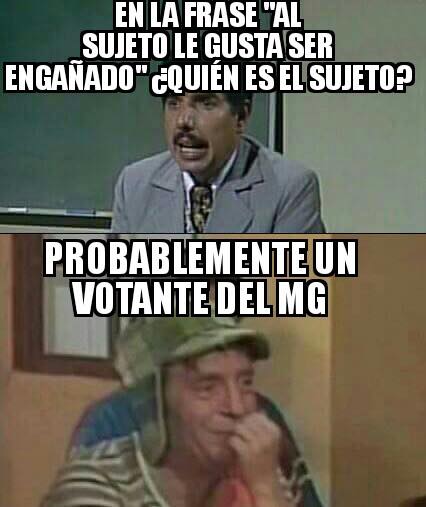 EN LA FRASE "AL
SUJETO LE GUSTA SER
ENGAÑADO" ¿QUIÉN ES EL SUJETO?
PROBABLEMENTE UN
VOTANTE DEL MG